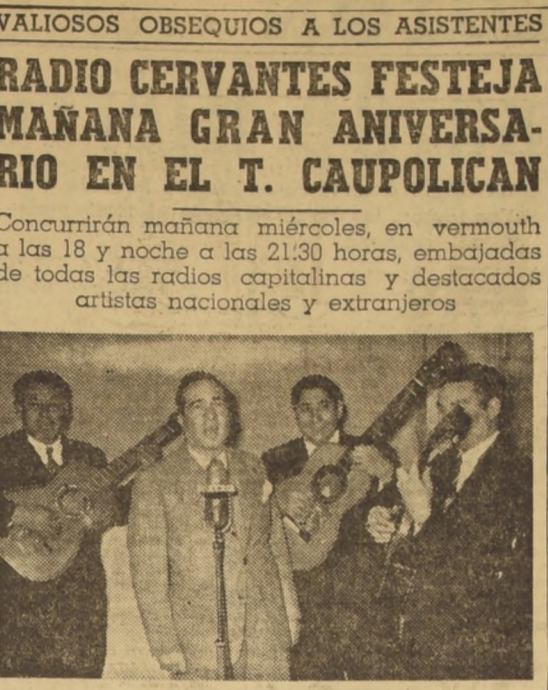 VALIOSOS OBSEQUIOS A LOS ASISTENTES
RADIO CERVANTES FESTEJA
MAÑANA GRAN ANIVERSA-
RIO EN EL T. CAUPOLICAN
Concurrirán mañana miércoles, en vermouth
a las 18 y noche a las 21:30 horas, embajadas
de todas las radios capitalinas y destacados
artistas nacionales y extranjeros